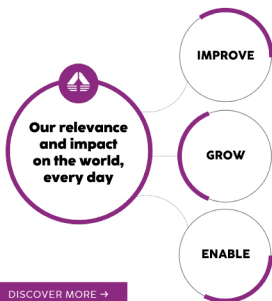 IMPROVE
Our relevance
and impact
on the world,
every day
GROW
ENABLE
DISCOVER MORE →